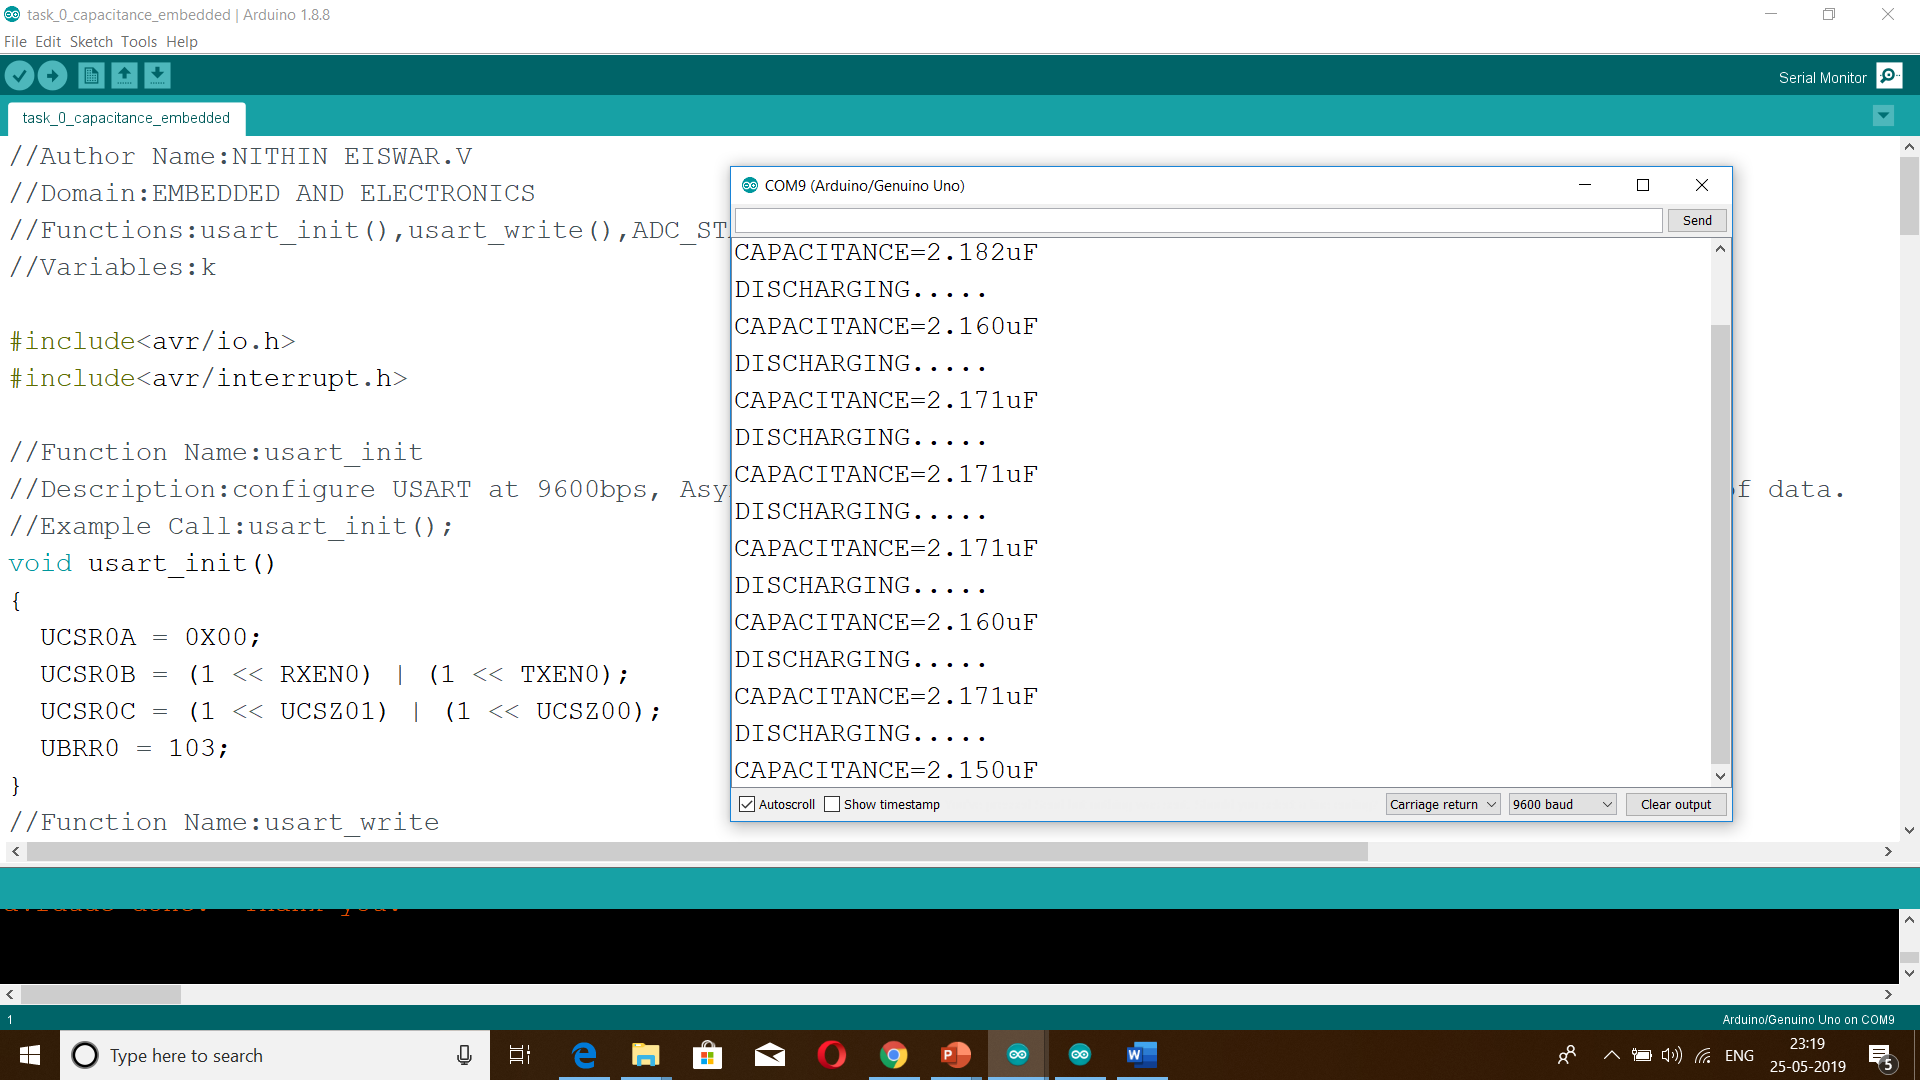 task_0_capacitance_embedded | Arduino 1.8.8
File Edit Sketch Tools Help
Serial Monitor
task_0_capacitance_embedded
//Author Name:NITHIN EISWAR.V
//Domain:EMBEDDED AND ELECTRONICS
//Functions:usart_init(),usart_write(),ADC_ST
//Variables:k
#include<avr/io.h>
#include<avr/interrupt.h>
//Function Name:usart_init
//Description:configure USART at 9600bps, Asy
f data.
//Example Call:usart_init();
void usart_init()
{
UCSR0A = 0X00;
UCSR0B = (1 << RXEN0) | (1 << TXEN0);
UCSR0C = (1 << UCSZ01) | (1 << UCSZ00);
UBRR0 = 103;
}
//Function Name:usart_write
COM9 (Arduino/Genuino Uno)
Send
CAPACITANCE=2.182uF
DISCHARGING.....
CAPACITANCE=2.160uF
DISCHARGING.....
CAPACITANCE=2.171uF
DISCHARGING.....
CAPACITANCE=2.171uF
DISCHARGING.....
CAPACITANCE=2.171uF
DISCHARGING.....
CAPACITANCE=2.160uF
DISCHARGING.....
CAPACITANCE=2.171uF
DISCHARGING.....
CAPACITANCE=2.150uF
Autoscroll Show timestamp Carriage return 9600 baud Clear output
1
Arduino/Genuino Uno on COM9
Type here to search
ENG
23:19
25-05-2019
5